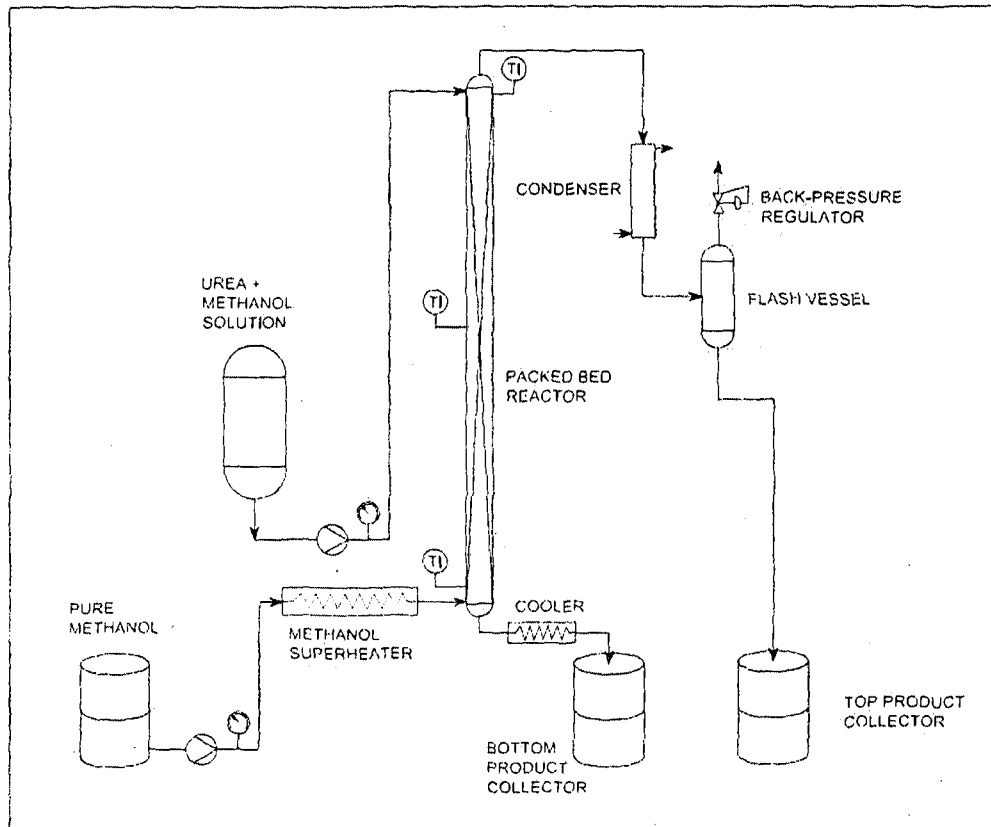 TI
CONDENSER
BACK-PRESSURE
REGULATOR
UREA +
METHANOL
SOLUTION
TI
FLASH VESSEL
PACKED BED
REACTOR
TI
PURE
METHANOL
METHANOL
SUPERHEATER
COOLER
BOTTOM
PRODUCT
COLLECTOR
TOP PRODUCT
COLLECTOR